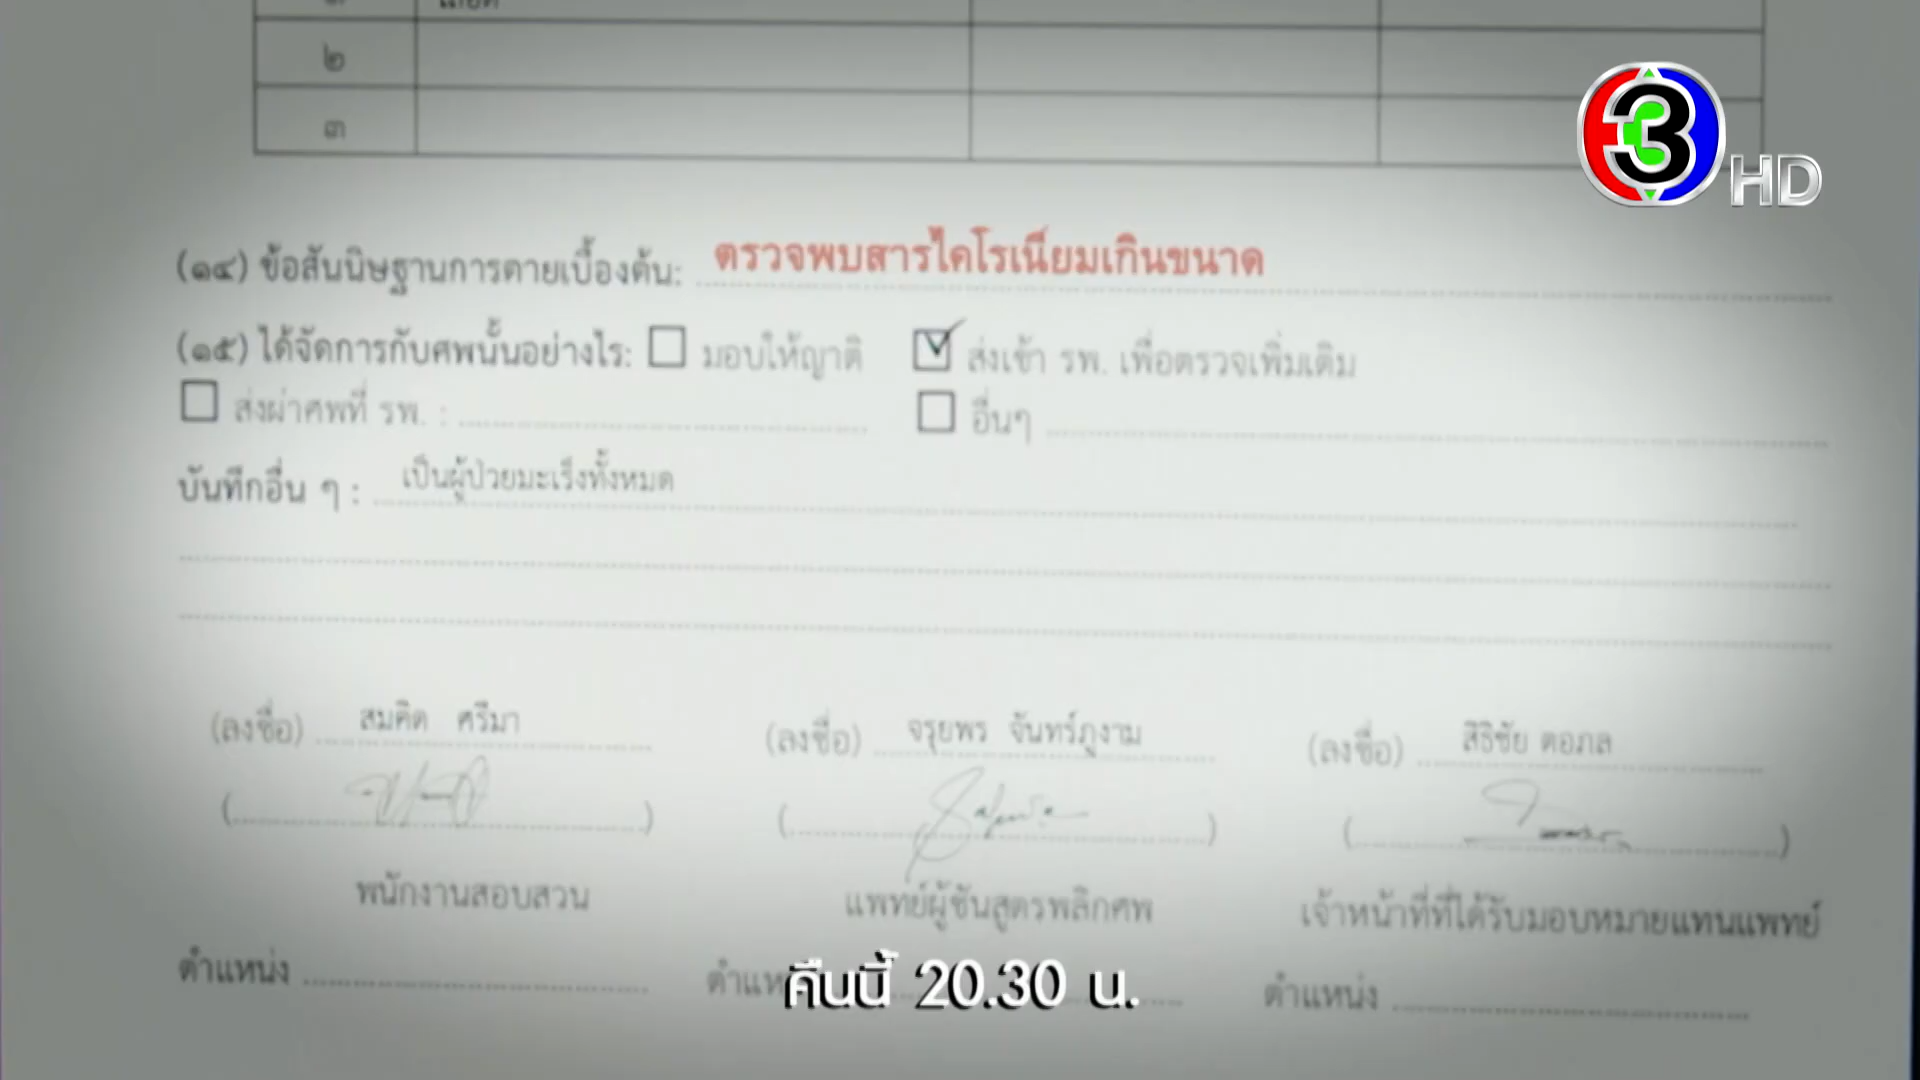 ๒
๓
3 HD
(๑๔) ข้อสันนิษฐานการตายเบื้องต้น: ตรวจพบสารไคโรเนียมเกินขนาด
(๑๕) ได้จัดการกับศพนั้นอย่างไร: มอบให้ญาติ ส่งเข้า รพ. เพื่อตรวจเพิ่มเติม
ส่งผ่าศพที่ รพ. : อื่นๆ
บันทึกอื่น ๆ : เป็นผู้ป่วยมะเร็งทั้งหมด
(ลงชื่อ) สมคิด ศรีมา (ลงชื่อ) จรุยพร จันทร์ภูงาม (ลงชื่อ) สิธิชัย ตอภล
พนักงานสอบสวน แพทย์ผู้ชันสูตรพลิกศพ เจ้าหน้าที่ที่ได้รับมอบหมายแทนแพทย์
ตำแหน่ง ตำแหน่ง ตำแหน่ง
คืนนี้ 20.30 น.